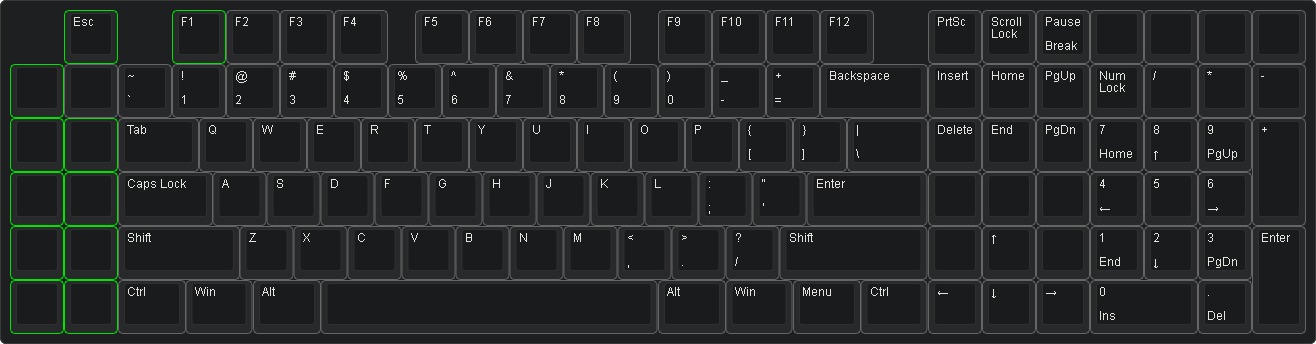 Esc F1 F2 F3 F4 F5 F6 F7 F8 F9 F10 F11 F12 PrtSc Scroll Pause
Lock
Break
~ ! @ # $ % ^ & * ( ) _ + Backspace Insert Home PgUp Num / * -
Lock
` 1 2 3 4 5 6 7 8 9 0 - =
Tab Q W E R T Y U I O P { } | Delete End PgDn 7 8 9 +
[ ] \ Home ↑ PgUp
Caps Lock A S D F G H J K L : " Enter 4 5 6
; ' ← →
Shift Z X C V B N M < > ? Shift ↑ 1 2 3 Enter
, . / End ↓ PgDn
Ctrl Win Alt Alt Win Menu Ctrl ← ↓ → 0 .
Ins Del